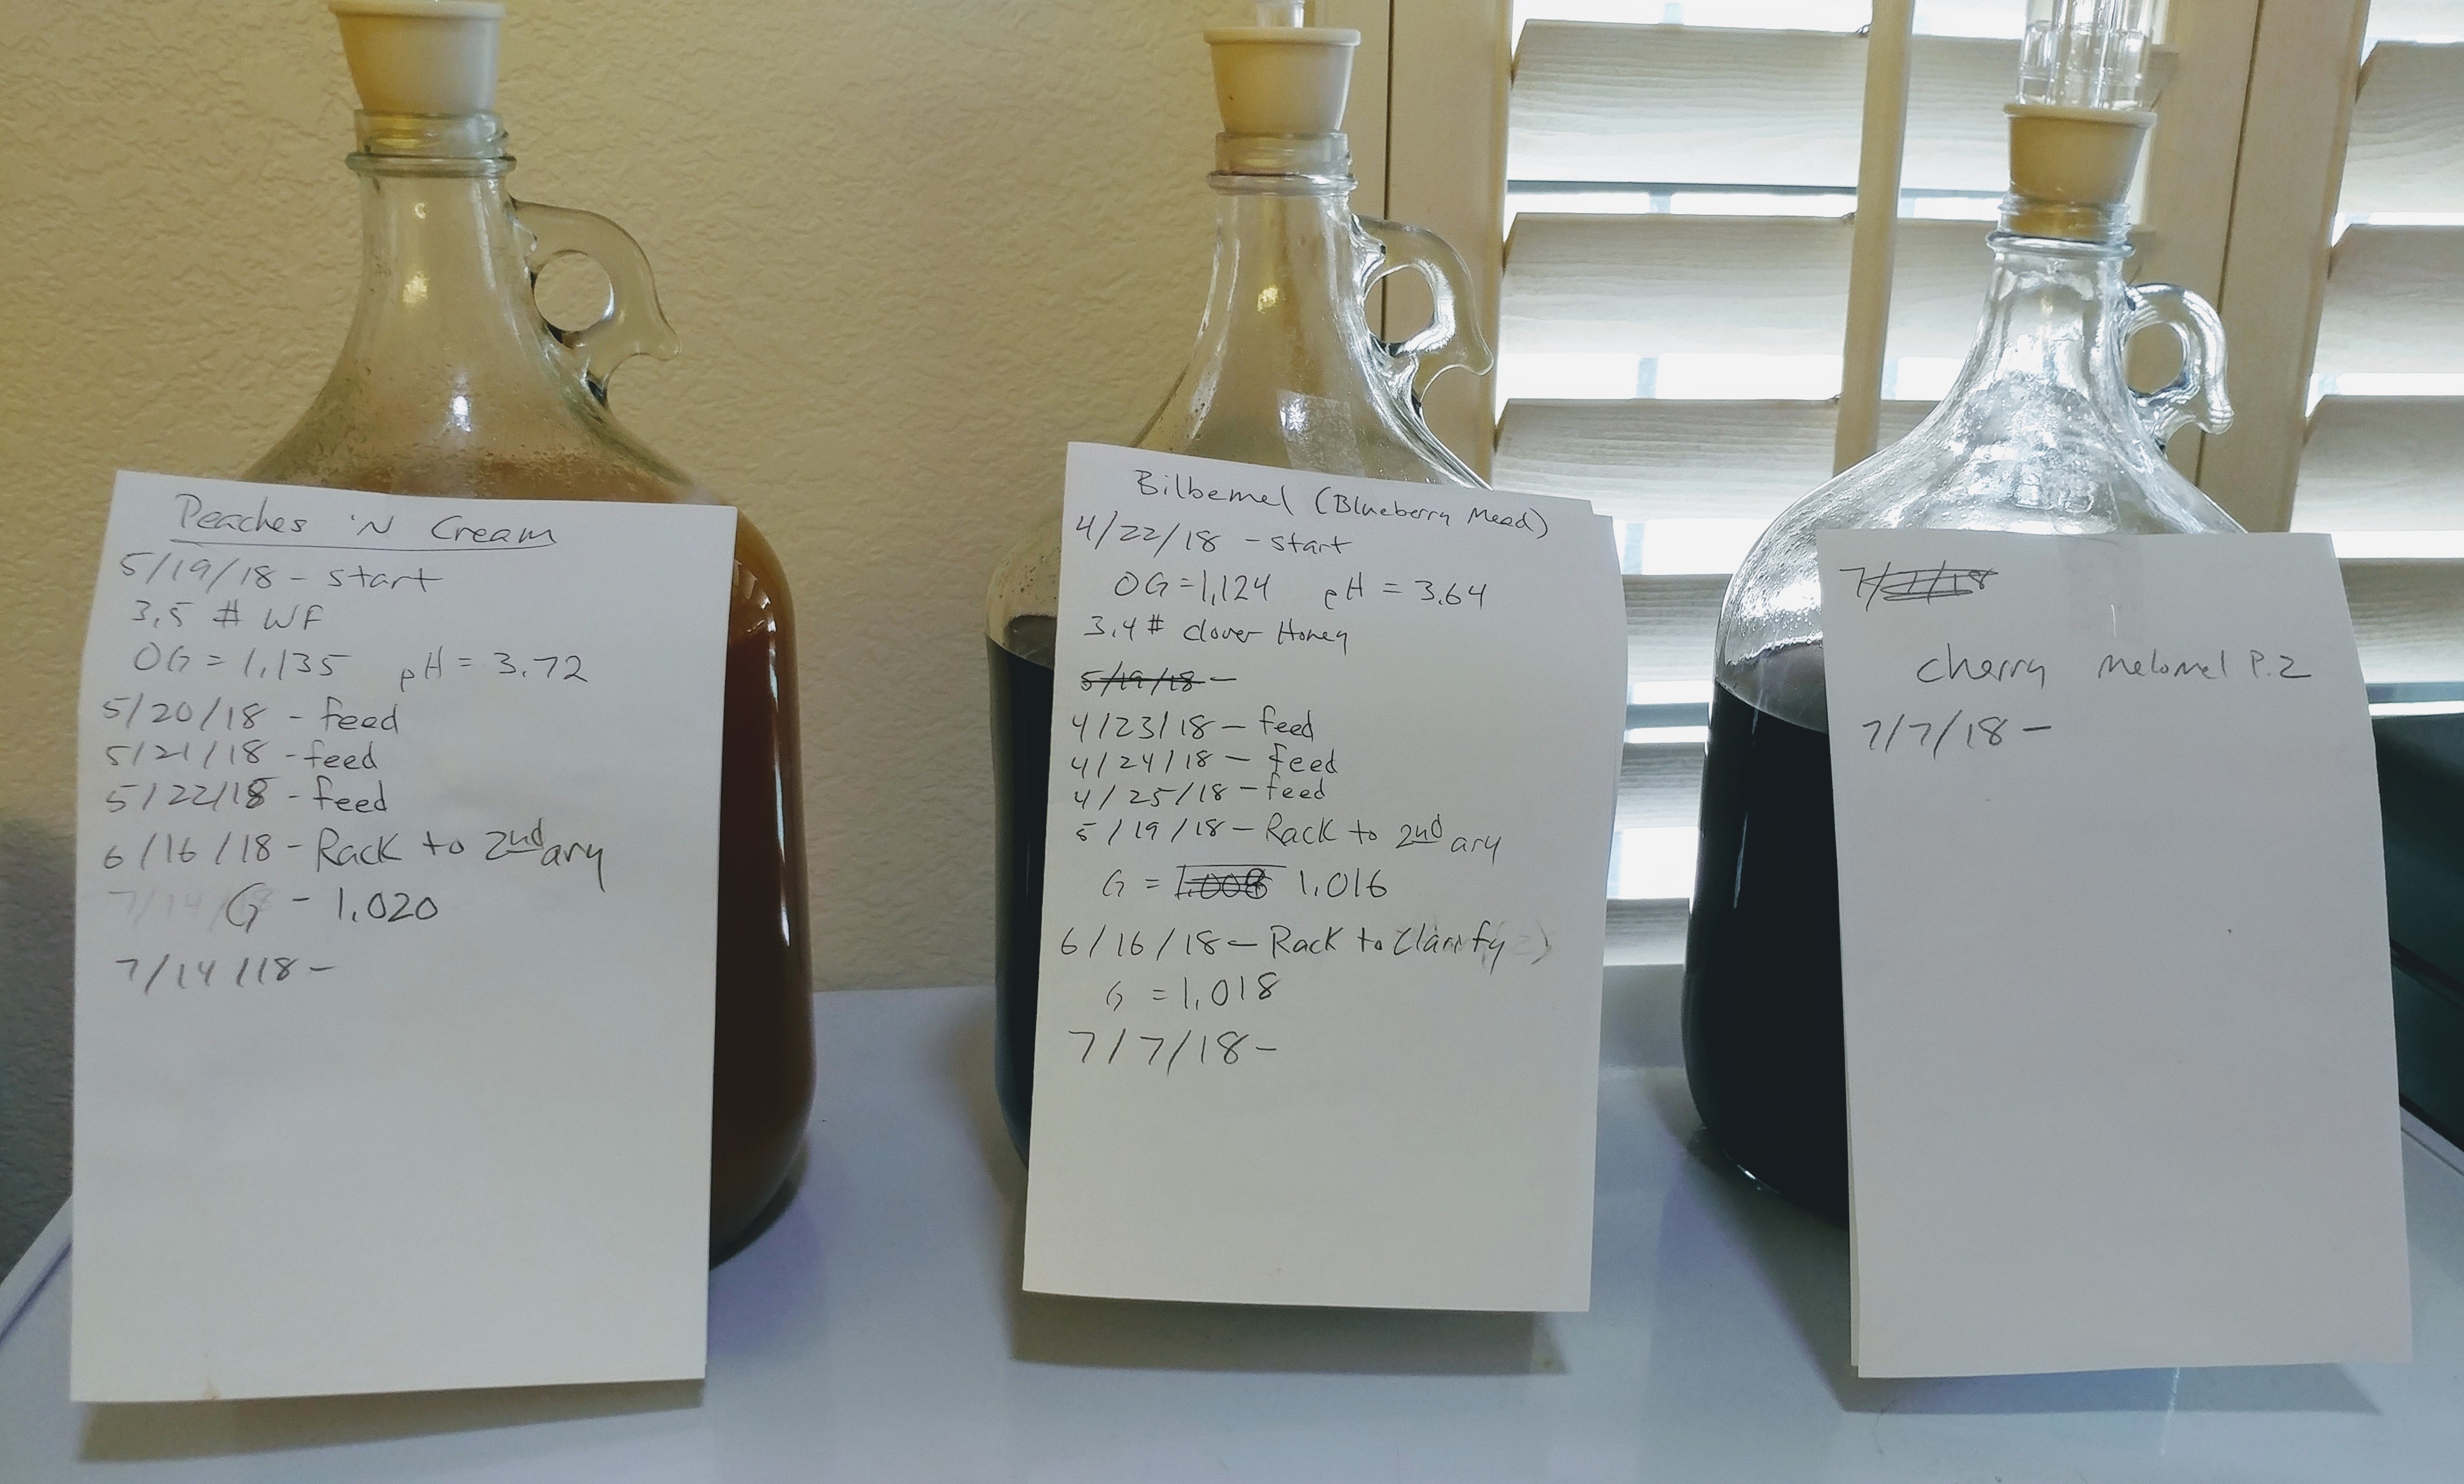 Peaches 'N Cream
5/19/18 - start
3.5 # WF
OG = 1.135 pH = 3.72
5/20/18 - feed
5/21/18 - feed
5/22/18 - feed
6/16/18 - Rack to 2ndary
7/14/18 G - 1.020
7/14/18 -
Bilbemel (Blueberry Mead)
4/22/18 - start
OG = 1.124 pH = 3.64
3.4 # Clover Honey
5/19/18 -
4/23/18 - feed
4/24/18 - feed
4/25/18 - feed
5/19/18 - Rack to 2ndary
G = 1.008 1.016
6/16/18 - Rack to Clarify
G = 1.018
7/7/18 -
7/7/18
Cherry Melomel P.2
7/7/18 -